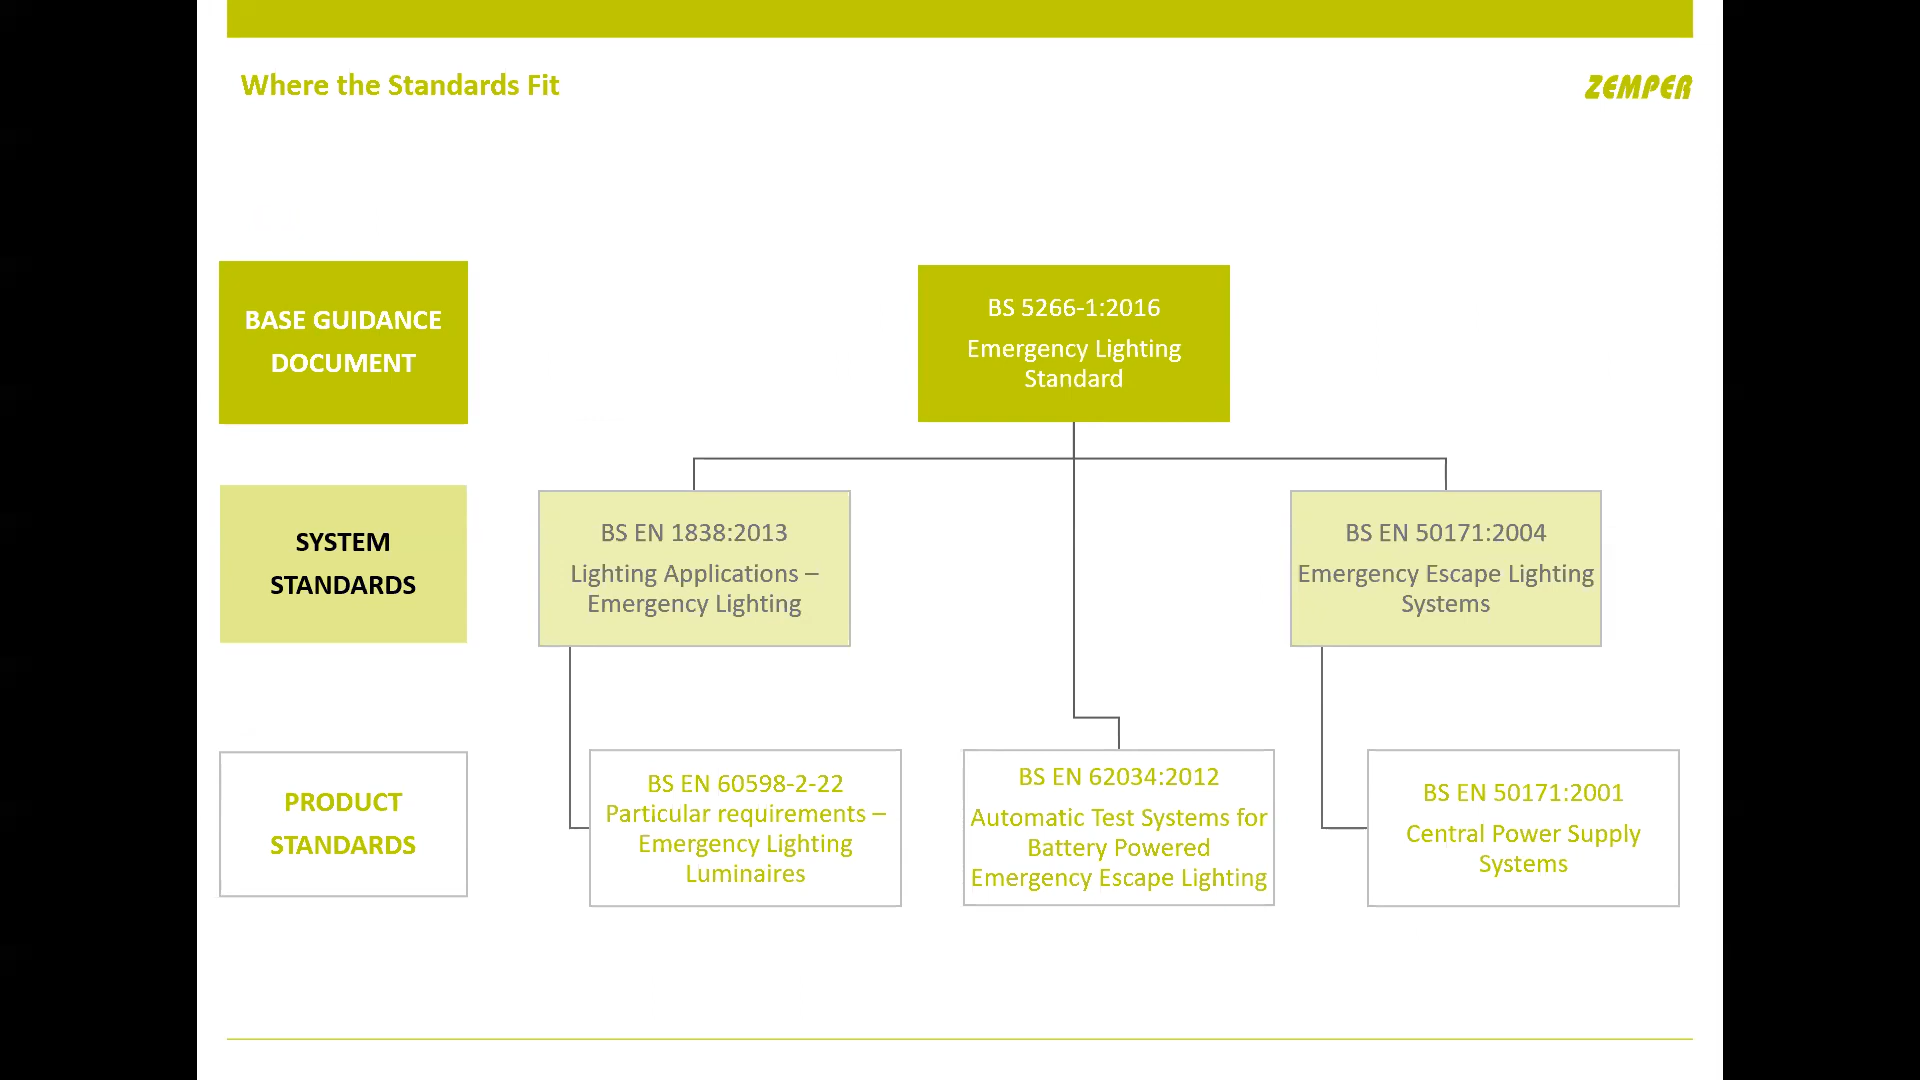 Where the Standards Fit
ZEMPER
BASE GUIDANCE
DOCUMENT
BS 5266-1:2016
Emergency Lighting
Standard
SYSTEM
STANDARDS
BS EN 1838:2013
Lighting Applications –
Emergency Lighting
BS EN 50171:2004
Emergency Escape Lighting
Systems
PRODUCT
STANDARDS
BS EN 60598-2-22
Particular requirements –
Emergency Lighting
Luminaires
BS EN 62034:2012
Automatic Test Systems for
Battery Powered
Emergency Escape Lighting
BS EN 50171:2001
Central Power Supply
Systems